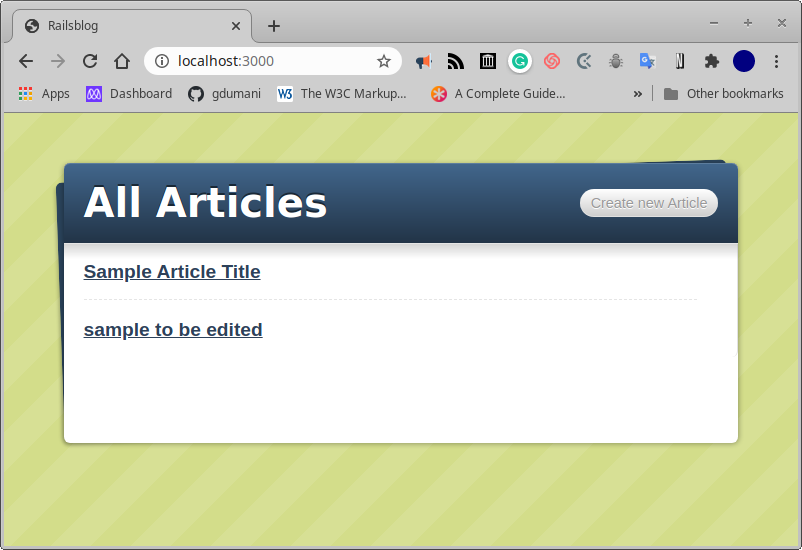 Railsblog
localhost:3000
Apps Dashboard gdumani The W3C Markup... A Complete Guide... » Other bookmarks
All Articles
Create new Article
Sample Article Title
sample to be edited